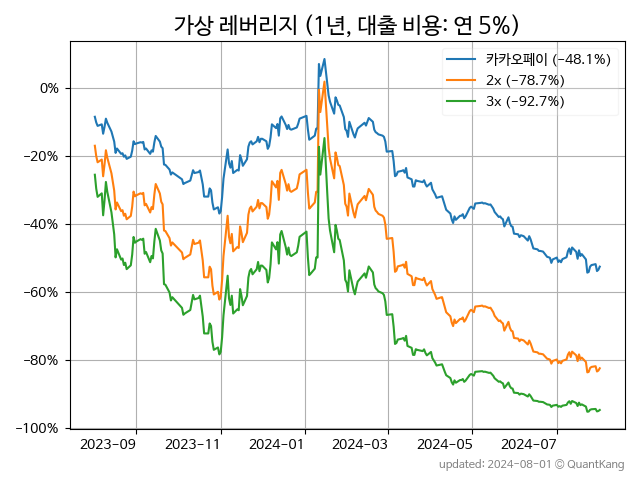 가상 레버리지 (1년, 대출 비용: 연 5%)
카카오페이 (−48.1%)
2x (−78.7%)
3x (−92.7%)
0%
−20%
−40%
−60%
−80%
−100%
2023-09 2023-11 2024-01 2024-03 2024-05 2024-07
updated: 2024-08-01 © QuantKang